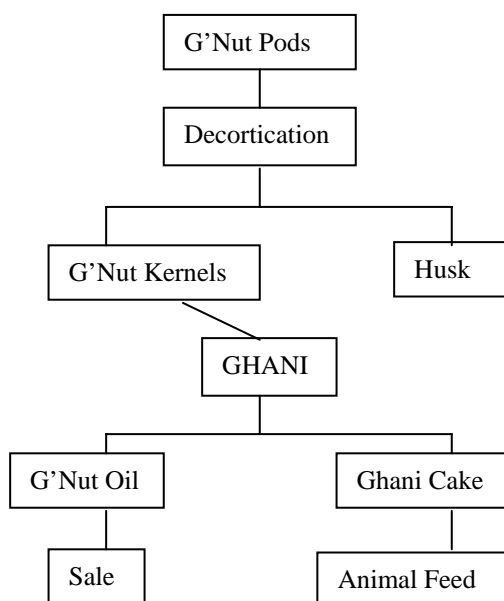 G’Nut Pods
Decortication
G’Nut Kernels
Husk
GHANI
G’Nut Oil
Ghani Cake
Sale
Animal Feed